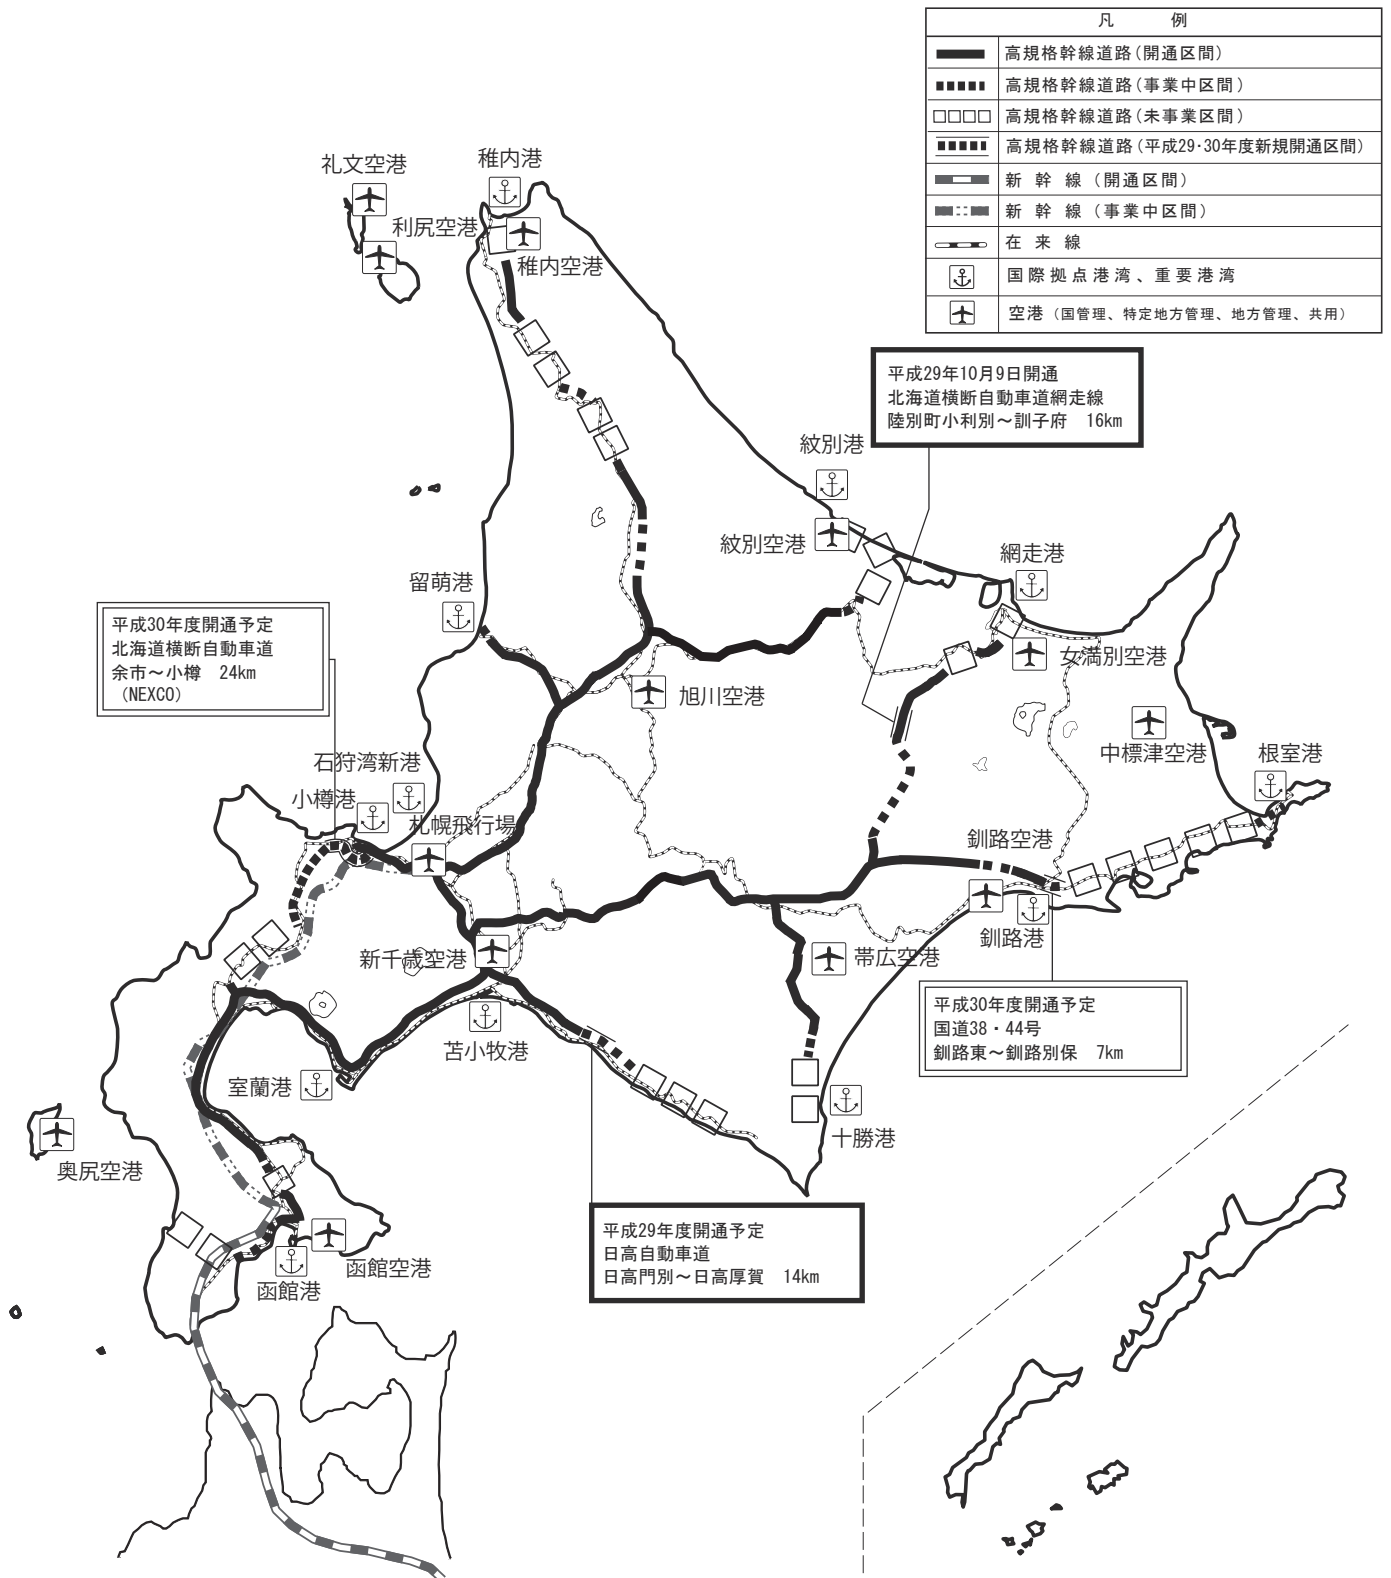 凡 例
高規格幹線道路(開通区間)
高規格幹線道路(事業中区間)
高規格幹線道路(未事業区間)
高規格幹線道路(平成29・30年度新規開通区間)
新幹線(開通区間)
新幹線(事業中区間)
在来線
国際拠点港湾、重要港湾
空港(国管理、特定地方管理、地方管理、共用)
礼文空港
稚内港
利尻空港
稚内空港
平成29年10月9日開通
北海道横断自動車道網走線
陸別町小利別～訓子府 16km
紋別港
紋別空港
網走港
留萌港
女満別空港
平成30年度開通予定
北海道横断自動車道
余市～小樽 24km
(NEXCO)
旭川空港
中標津空港
根室港
石狩湾新港
小樽港
札幌飛行場
釧路空港
釧路港
新千歳空港
帯広空港
平成30年度開通予定
国道38・44号
釧路東～釧路別保 7km
苫小牧港
室蘭港
十勝港
奥尻空港
平成29年度開通予定
日高自動車道
日高門別～日高厚賀 14km
函館空港
函館港